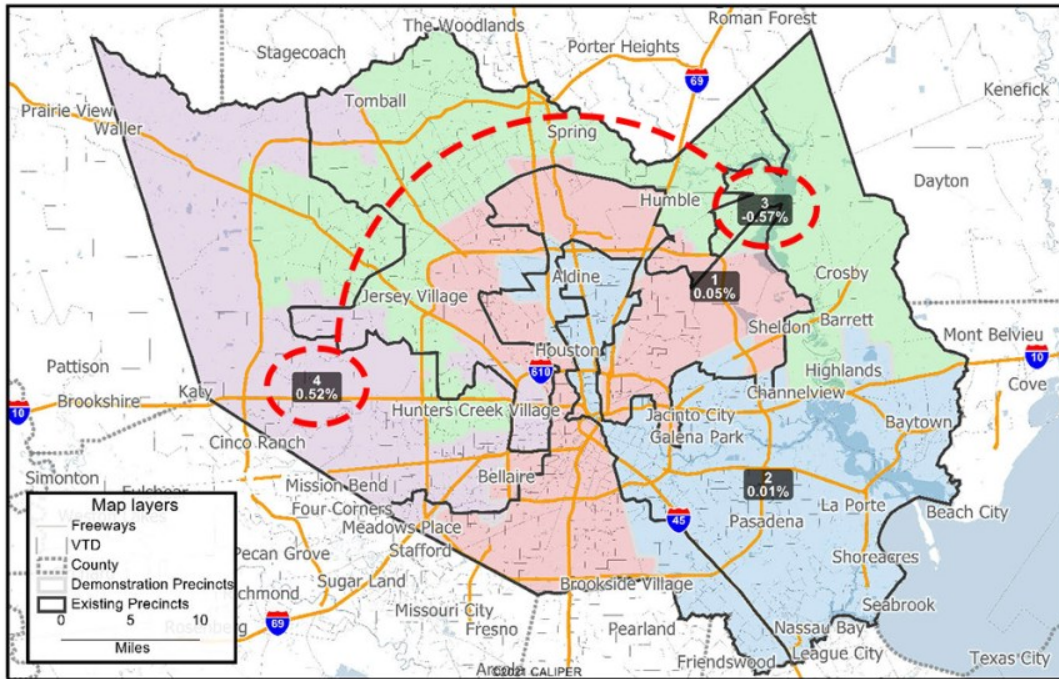 The Woodlands
Roman Forest
Stagecoach
Porter Heights
69
Kenefick
Prairie View
Tomball
Waller
Spring
Dayton
Humble
3
-0.57%
Aldine
1
0.05%
Crosby
Jersey Village
Sheldon
Barrett
Mont Belvieu
10
Pattison
Houston
Highlands
Cove
4
0.52%
610
Katy
10
Brookshire
Hunters Creek Village
Jacinto City
Channelview
Galena Park
Baytown
Cinco Ranch
Bellaire
Simonton
Mission Bend
2
0.01%
La Porte
Four Corners
Beach City
Meadows Place
45
Pasadena
Stafford
Shoreacres
Pecan Grove
Sugar Land
Brookside Village
Seabrook
69
Missouri City
Nassau Bay
Fresno
Pearland
League City
Friendswood
Texas City
©2021 CALIPER
Map layers
Freeways
VTD
County
Demonstration Precincts
Existing Precincts
0 5 10
Miles